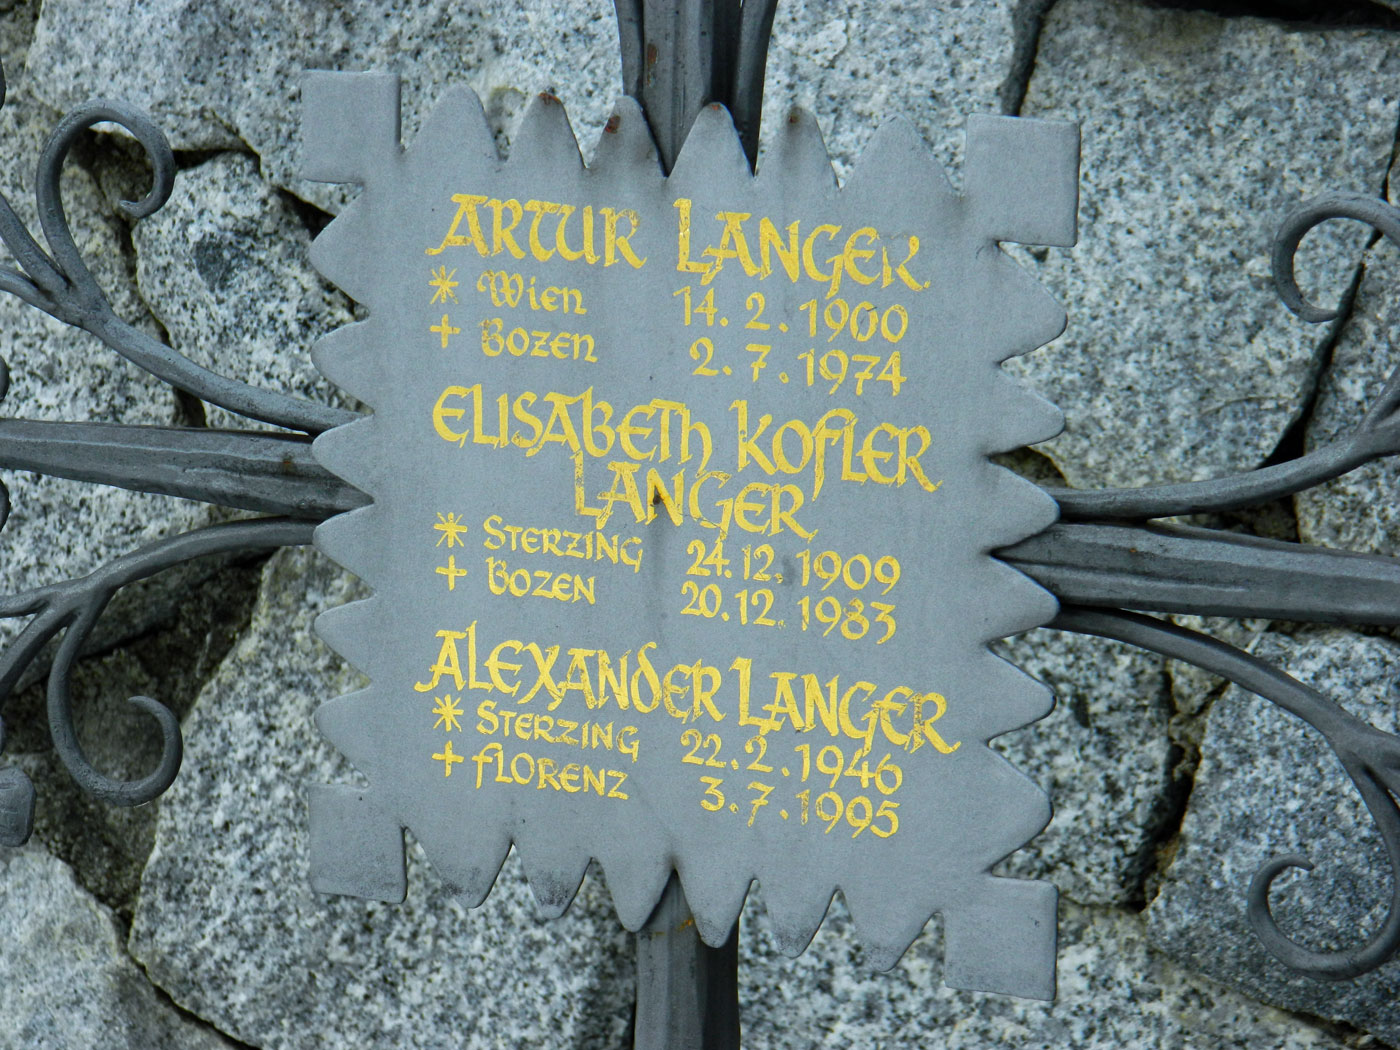 ARTUR LANGER
* Wien 14. 2. 1900
+ Bozen 2. 7. 1974
ELISABETH KOFLER
LANGER
* STERZING 24. 12. 1909
+ BOZEN 20. 12. 1983
ALEXANDER LANGER
* STERZING 22. 2. 1946
+ FLORENZ 3. 7. 1995